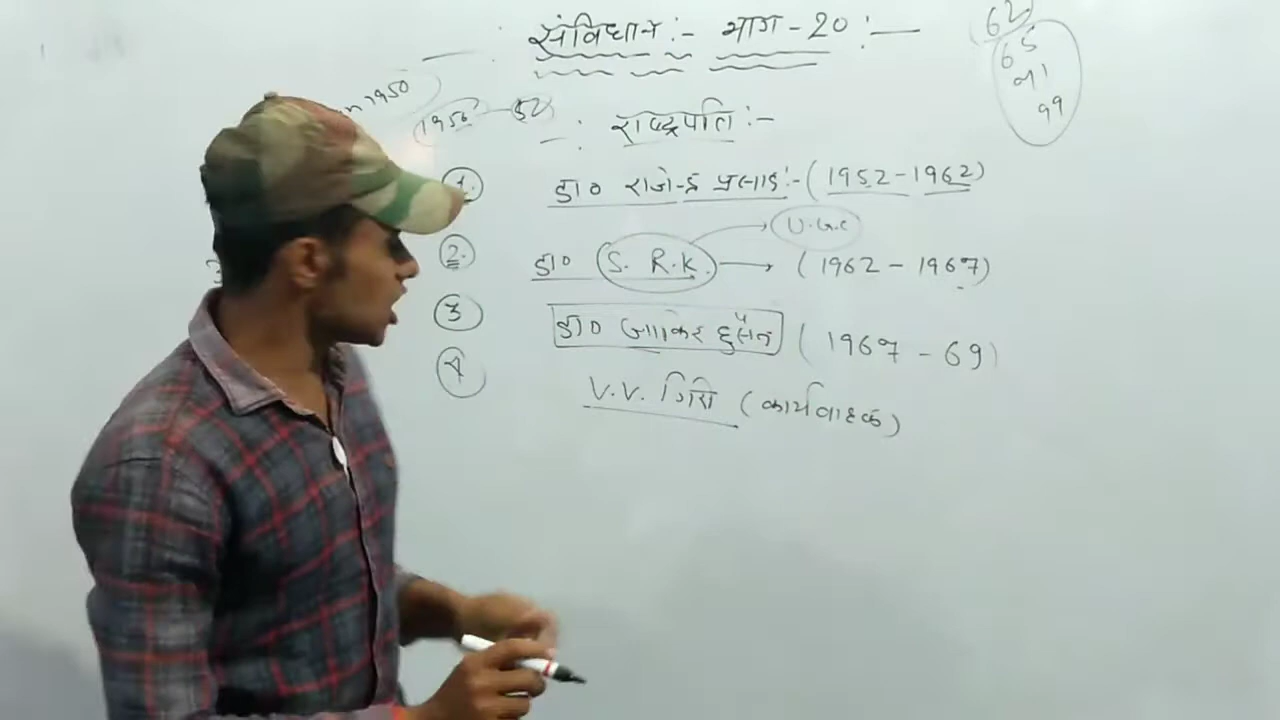 संविधान :- भाग - 20 :-
62
65
71
99
n 1950
1950 - 52
राष्ट्रपति :-
1. डा० राजेन्द्र प्रसाद :- (1952 - 1962)
U.G.C
2. डा० S. R.K. → (1962 - 1967)
3 डा० जाकिर हुसैन (1967 - 69)
4 V.V. गिरि (कार्यवाहक)